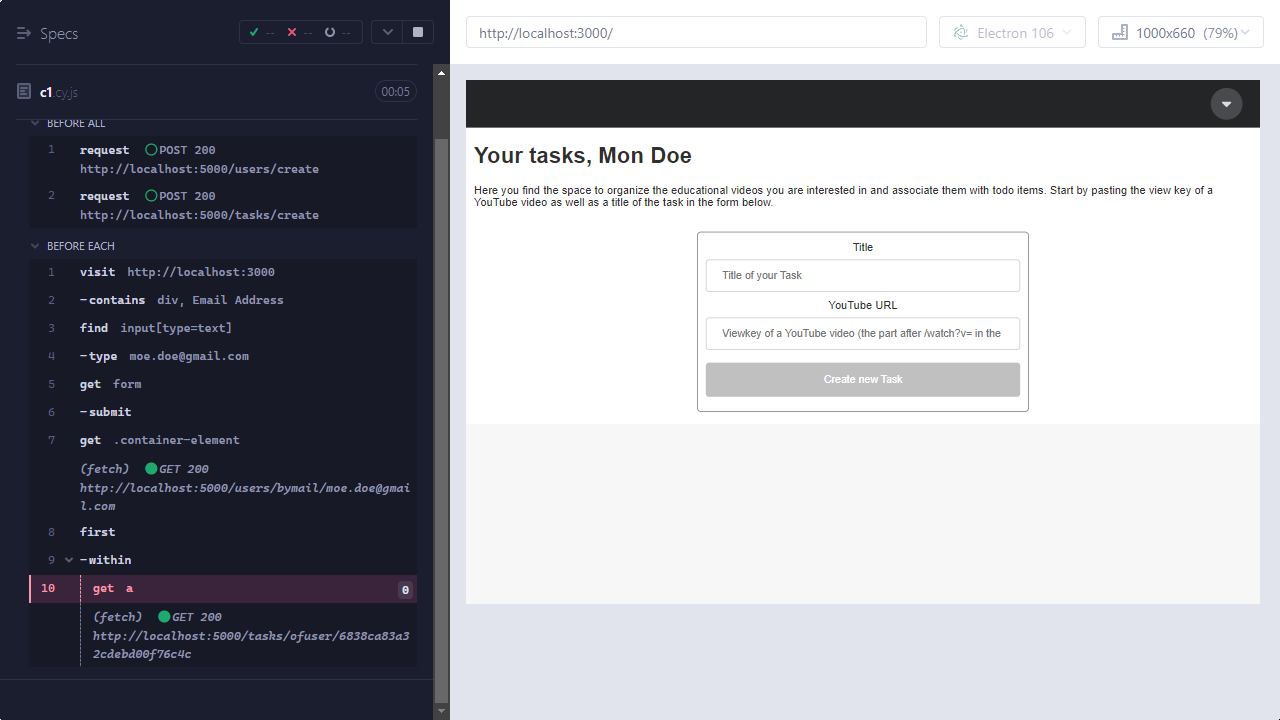 Specs
-- -- --
c1 cy.js
00:05
BEFORE ALL
1 request POST 200
http://localhost:5000/users/create
2 request POST 200
http://localhost:5000/tasks/create
BEFORE EACH
1 visit http://localhost:3000
2 -contains div, Email Address
3 find input[type=text]
4 -type moe.doe@gmail.com
5 get form
6 -submit
7 get .container-element
(fetch) GET 200
http://localhost:5000/users/bymail/moe.doe@gmai
l.com
8 first
9 -within
10 get a 0
(fetch) GET 200
http://localhost:5000/tasks/ofuser/6838ca83a3
2cdebd00f76c4c
http://localhost:3000/
Electron 106
1000x660 (79%)
Your tasks, Mon Doe
Here you find the space to organize the educational videos you are interested in and associate them with todo items. Start by pasting the view key of a
YouTube video as well as a title of the task in the form below.
Title
Title of your Task
YouTube URL
Viewkey of a YouTube video (the part after /watch?v= in the
Create new Task